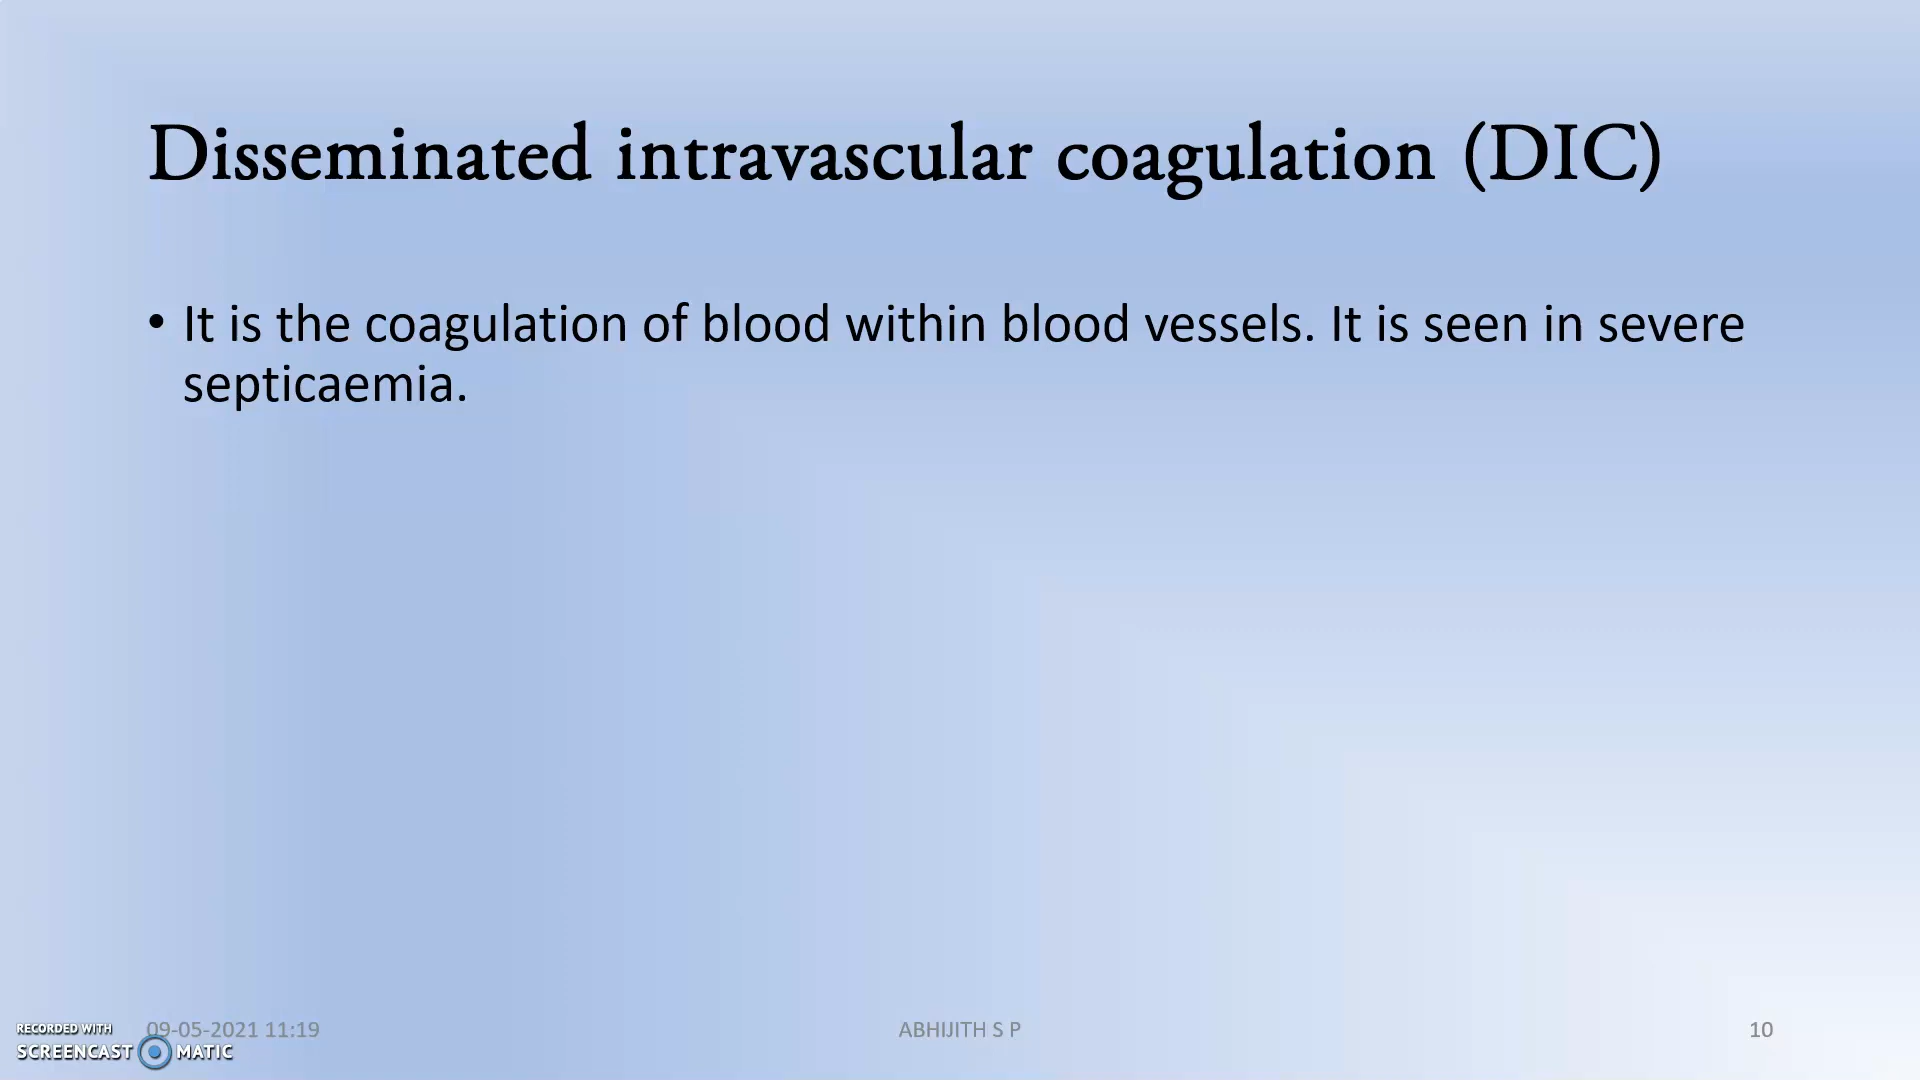 Disseminated intravascular coagulation (DIC)
• It is the coagulation of blood within blood vessels. It is seen in severe
septicaemia.
RECORDED WITH
SCREENCAST MATIC
09-05-2021 11:19
ABHIJITH S P
10